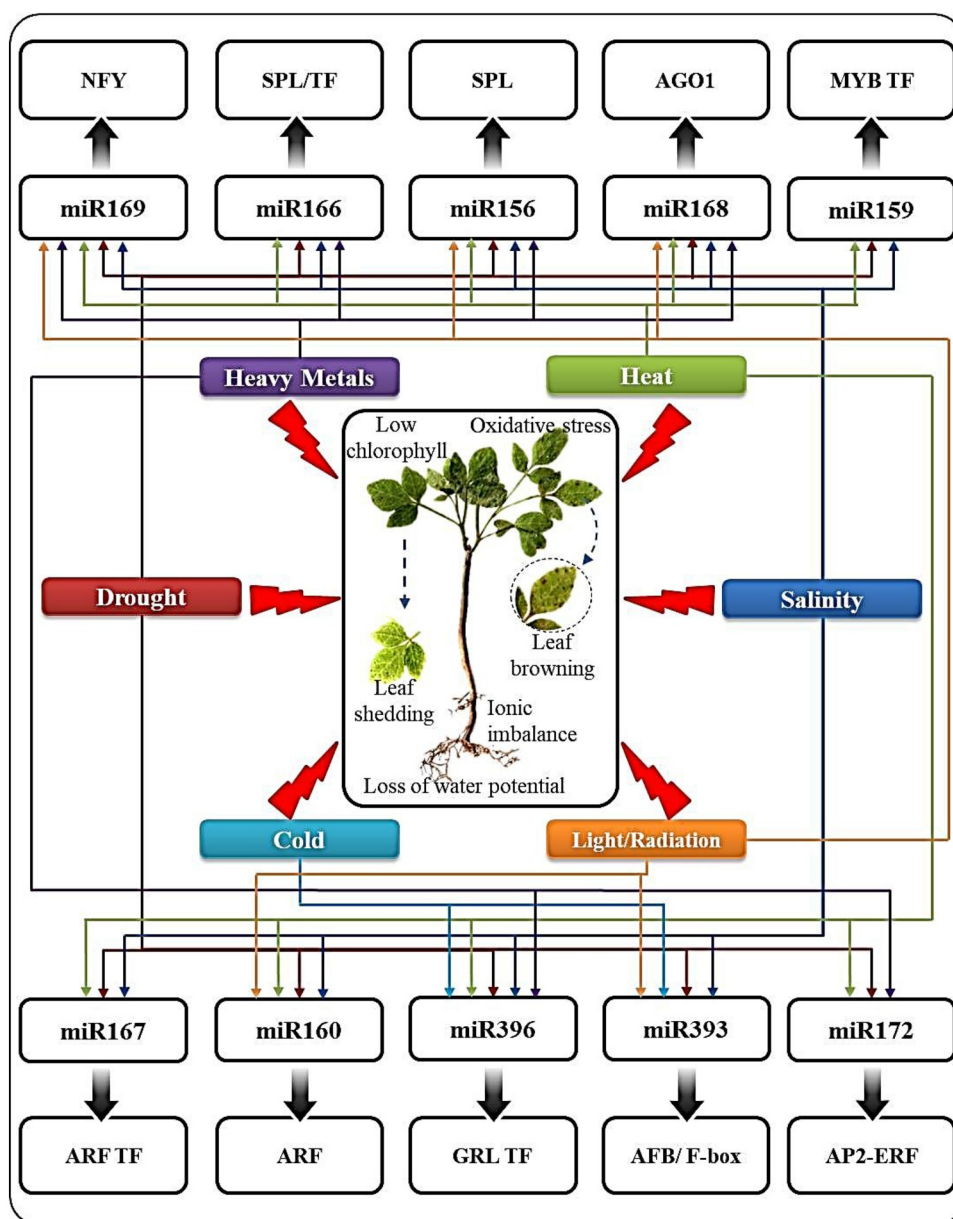 NFY
SPL/TF
SPL
AGO1
MYB TF
miR169
miR166
miR156
miR168
miR159
Heavy Metals
Heat
Low
chlorophyll
Oxidative stress
Drought
Salinity
Leaf
browning
Leaf
shedding
Ionic
imbalance
Loss of water potential
Cold
Light/Radiation
miR167
miR160
miR396
miR393
miR172
ARF TF
ARF
GRL TF
AFB/ F-box
AP2-ERF